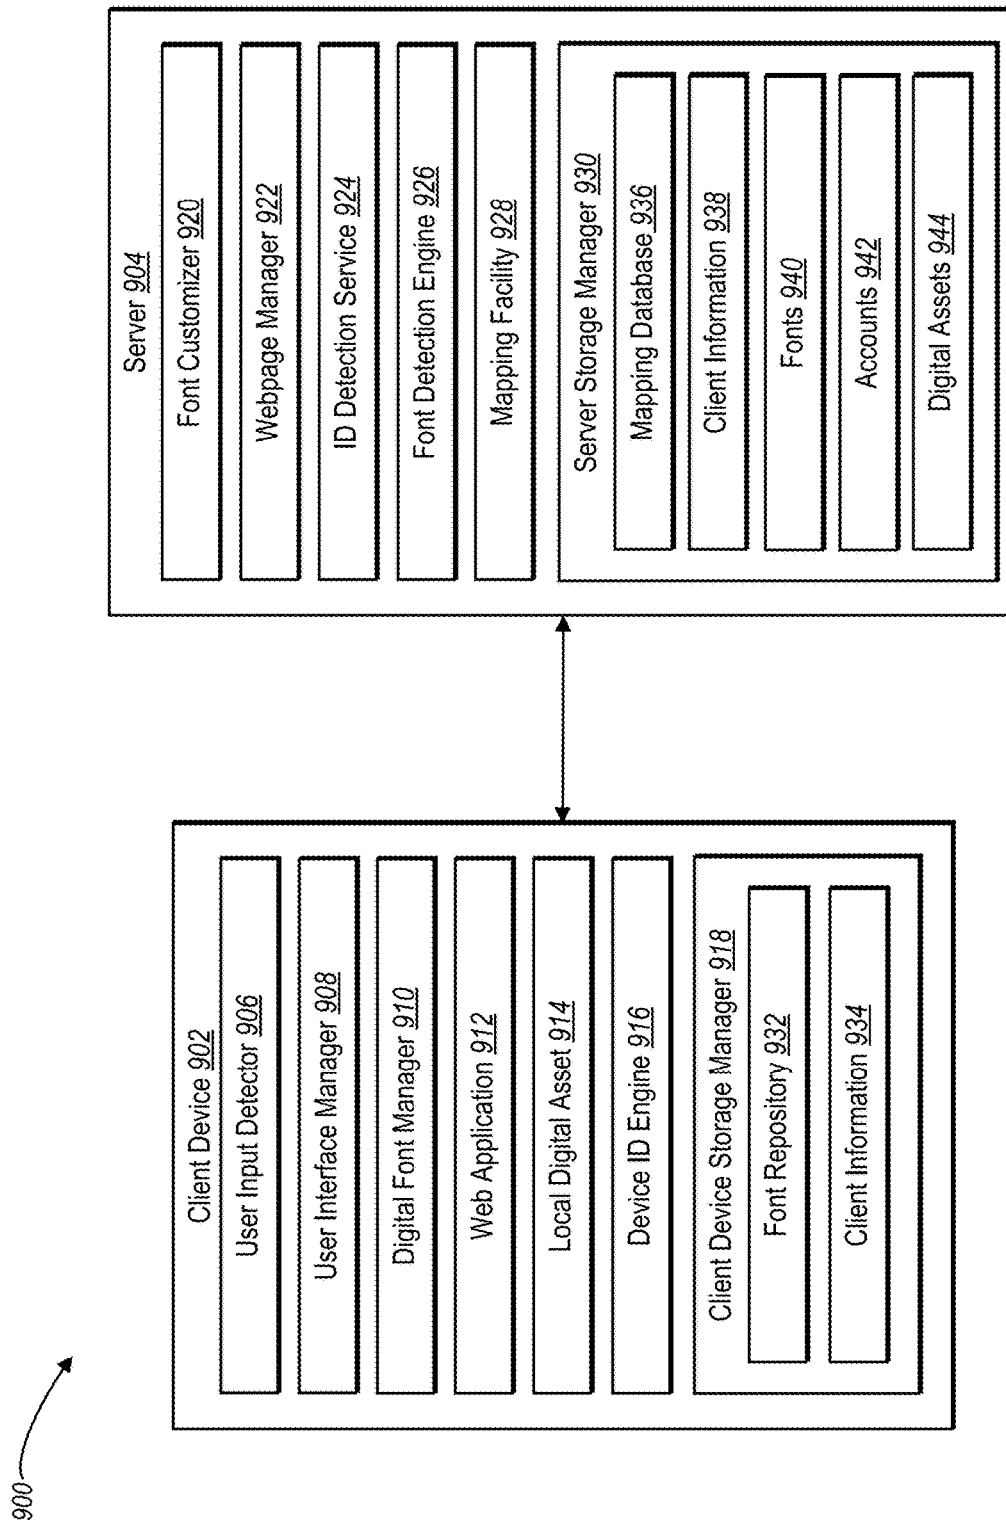 900
Client Device 902
User Input Detector 906
User Interface Manager 908
Digital Font Manager 910
Web Application 912
Local Digital Asset 914
Device ID Engine 916
Client Device Storage Manager 918
Font Repository 932
Client Information 934
Server 904
Font Customizer 920
Webpage Manager 922
ID Detection Service 924
Font Detection Engine 926
Mapping Facility 928
Server Storage Manager 930
Mapping Database 936
Client Information 938
Fonts 940
Accounts 942
Digital Assets 944